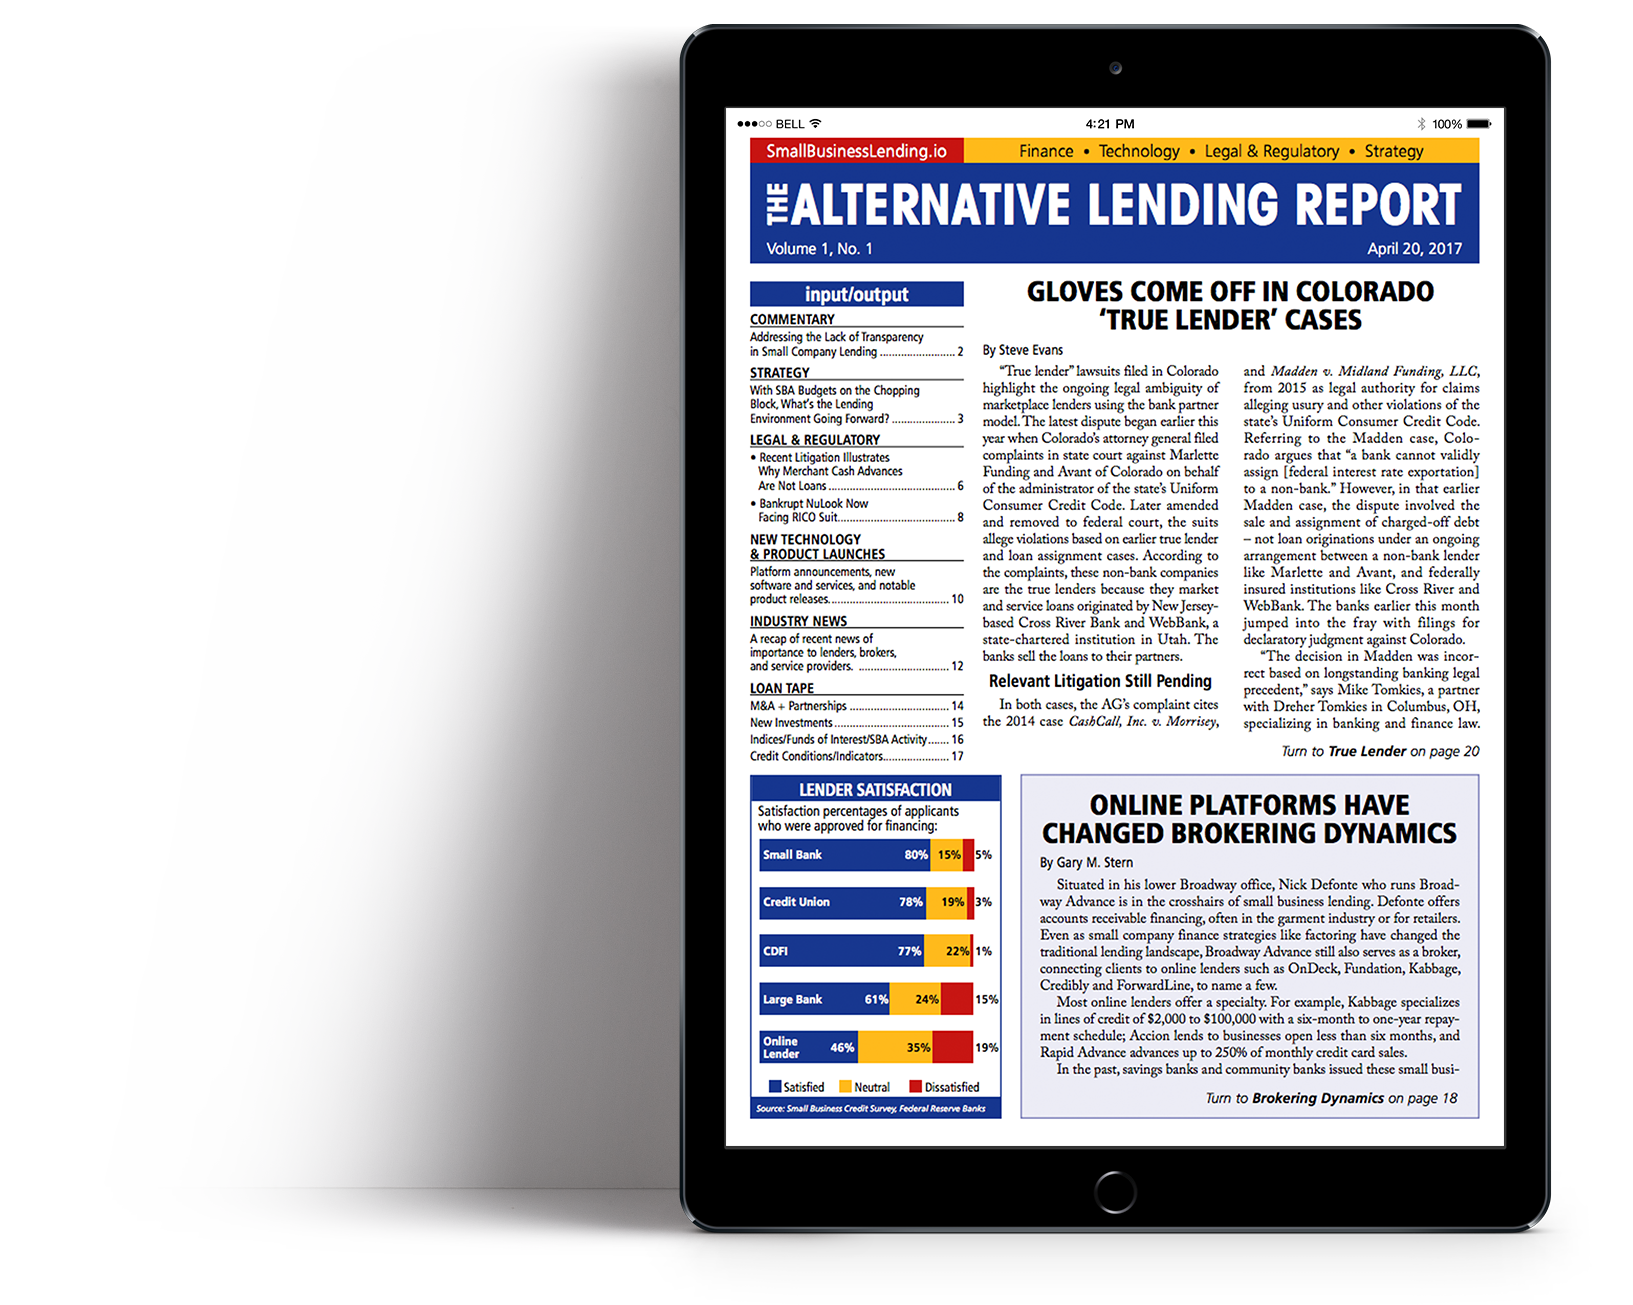 BELL
4:21 PM
100%
SmallBusinessLending.io
Finance • Technology • Legal & Regulatory • Strategy
THE ALTERNATIVE LENDING REPORT
Volume 1, No. 1
April 20, 2017
input/output
COMMENTARY
Addressing the Lack of Transparency
in Small Company Lending ......................... 2
STRATEGY
With SBA Budgets on the Chopping
Block, What's the Lending
Environment Going Forward? ..................... 3
LEGAL & REGULATORY
• Recent Litigation Illustrates
Why Merchant Cash Advances
Are Not Loans .......................................... 6
• Bankrupt NuLook Now
Facing RICO Suit....................................... 8
NEW TECHNOLOGY
& PRODUCT LAUNCHES
Platform announcements, new
software and services, and notable
product releases....................................... 10
INDUSTRY NEWS
A recap of recent news of
importance to lenders, brokers,
and service providers. .............................. 12
LOAN TAPE
M&A + Partnerships ................................. 14
New Investments...................................... 15
Indices/Funds of Interest/SBA Activity....... 16
Credit Conditions/Indicators...................... 17
GLOVES COME OFF IN COLORADO
‘TRUE LENDER’ CASES
By Steve Evans
“True lender” lawsuits filed in Colorado
highlight the ongoing legal ambiguity of
marketplace lenders using the bank partner
model. The latest dispute began earlier this
year when Colorado’s attorney general filed
complaints in state court against Marlette
Funding and Avant of Colorado on behalf
of the administrator of the state’s Uniform
Consumer Credit Code. Later amended
and removed to federal court, the suits
allege violations based on earlier true lender
and loan assignment cases. According to
the complaints, these non-bank companies
are the true lenders because they market
and service loans originated by New Jersey-
based Cross River Bank and WebBank, a
state-chartered institution in Utah. The
banks sell the loans to their partners.
Relevant Litigation Still Pending
In both cases, the AG’s complaint cites
the 2014 case CashCall, Inc. v. Morrisey,
and Madden v. Midland Funding, LLC,
from 2015 as legal authority for claims
alleging usury and other violations of the
state’s Uniform Consumer Credit Code.
Referring to the Madden case, Colo-
rado argues that “a bank cannot validly
assign [federal interest rate exportation]
to a non-bank.” However, in that earlier
Madden case, the dispute involved the
sale and assignment of charged-off debt
– not loan originations under an ongoing
arrangement between a non-bank lender
like Marlette and Avant, and federally
insured institutions like Cross River and
WebBank. The banks earlier this month
jumped into the fray with filings for
declaratory judgment against Colorado.
“The decision in Madden was incor-
rect based on longstanding banking legal
precedent,” says Mike Tomkies, a partner
with Dreher Tomkies in Columbus, OH,
specializing in banking and finance law.
Turn to True Lender on page 20
LENDER SATISFACTION
Satisfaction percentages of applicants
who were approved for financing:
Small Bank 80% 15% 5%
Credit Union 78% 19% 3%
CDFI 77% 22% 1%
Large Bank 61% 24% 15%
Online
Lender 46% 35% 19%
Satisfied Neutral Dissatisfied
Source: Small Business Credit Survey, Federal Reserve Banks
ONLINE PLATFORMS HAVE
CHANGED BROKERING DYNAMICS
By Gary M. Stern
Situated in his lower Broadway office, Nick Defonte who runs Broad-
way Advance is in the crosshairs of small business lending. Defonte offers
accounts receivable financing, often in the garment industry or for retailers.
Even as small company finance strategies like factoring have changed the
traditional lending landscape, Broadway Advance still also serves as a broker,
connecting clients to online lenders such as OnDeck, Fundation, Kabbage,
Credibly and ForwardLine, to name a few.
Most online lenders offer a specialty. For example, Kabbage specializes
in lines of credit of $2,000 to $100,000 with a six-month to one-year repay-
ment schedule; Accion lends to businesses open less than six months, and
Rapid Advance advances up to 250% of monthly credit card sales.
In the past, savings banks and community banks issued these small busi-
Turn to Brokering Dynamics on page 18